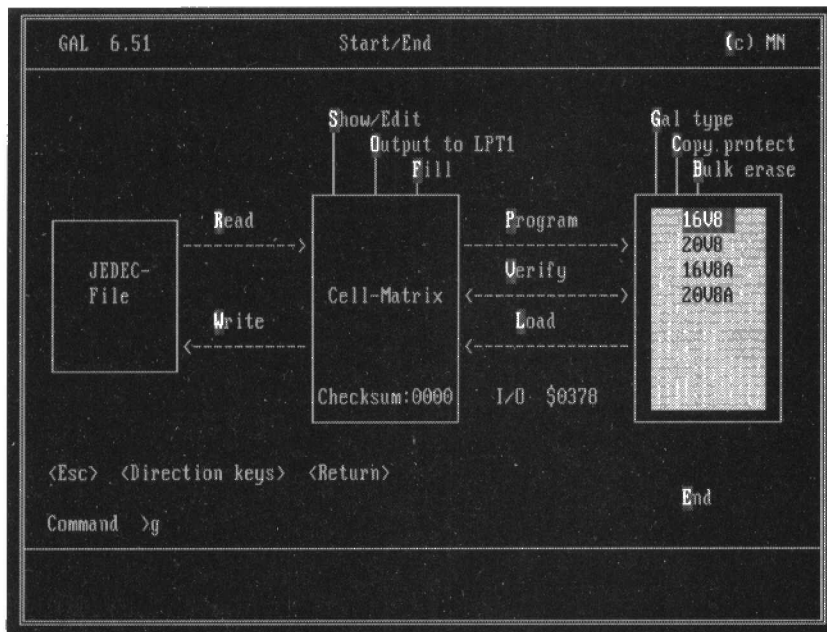 GAL 6.51 Start/End (c) MN
Show/Edit Gal type
Output to LPT1 Copy protect
Fill Bulk erase
Read Program 16V8
20V8
JEDEC- Verify 16V8A
File Cell-Matrix 20V8A
Write Load
Checksum:0000 I/O $0378
<Esc> <Direction keys> <Return>
End
Command >g